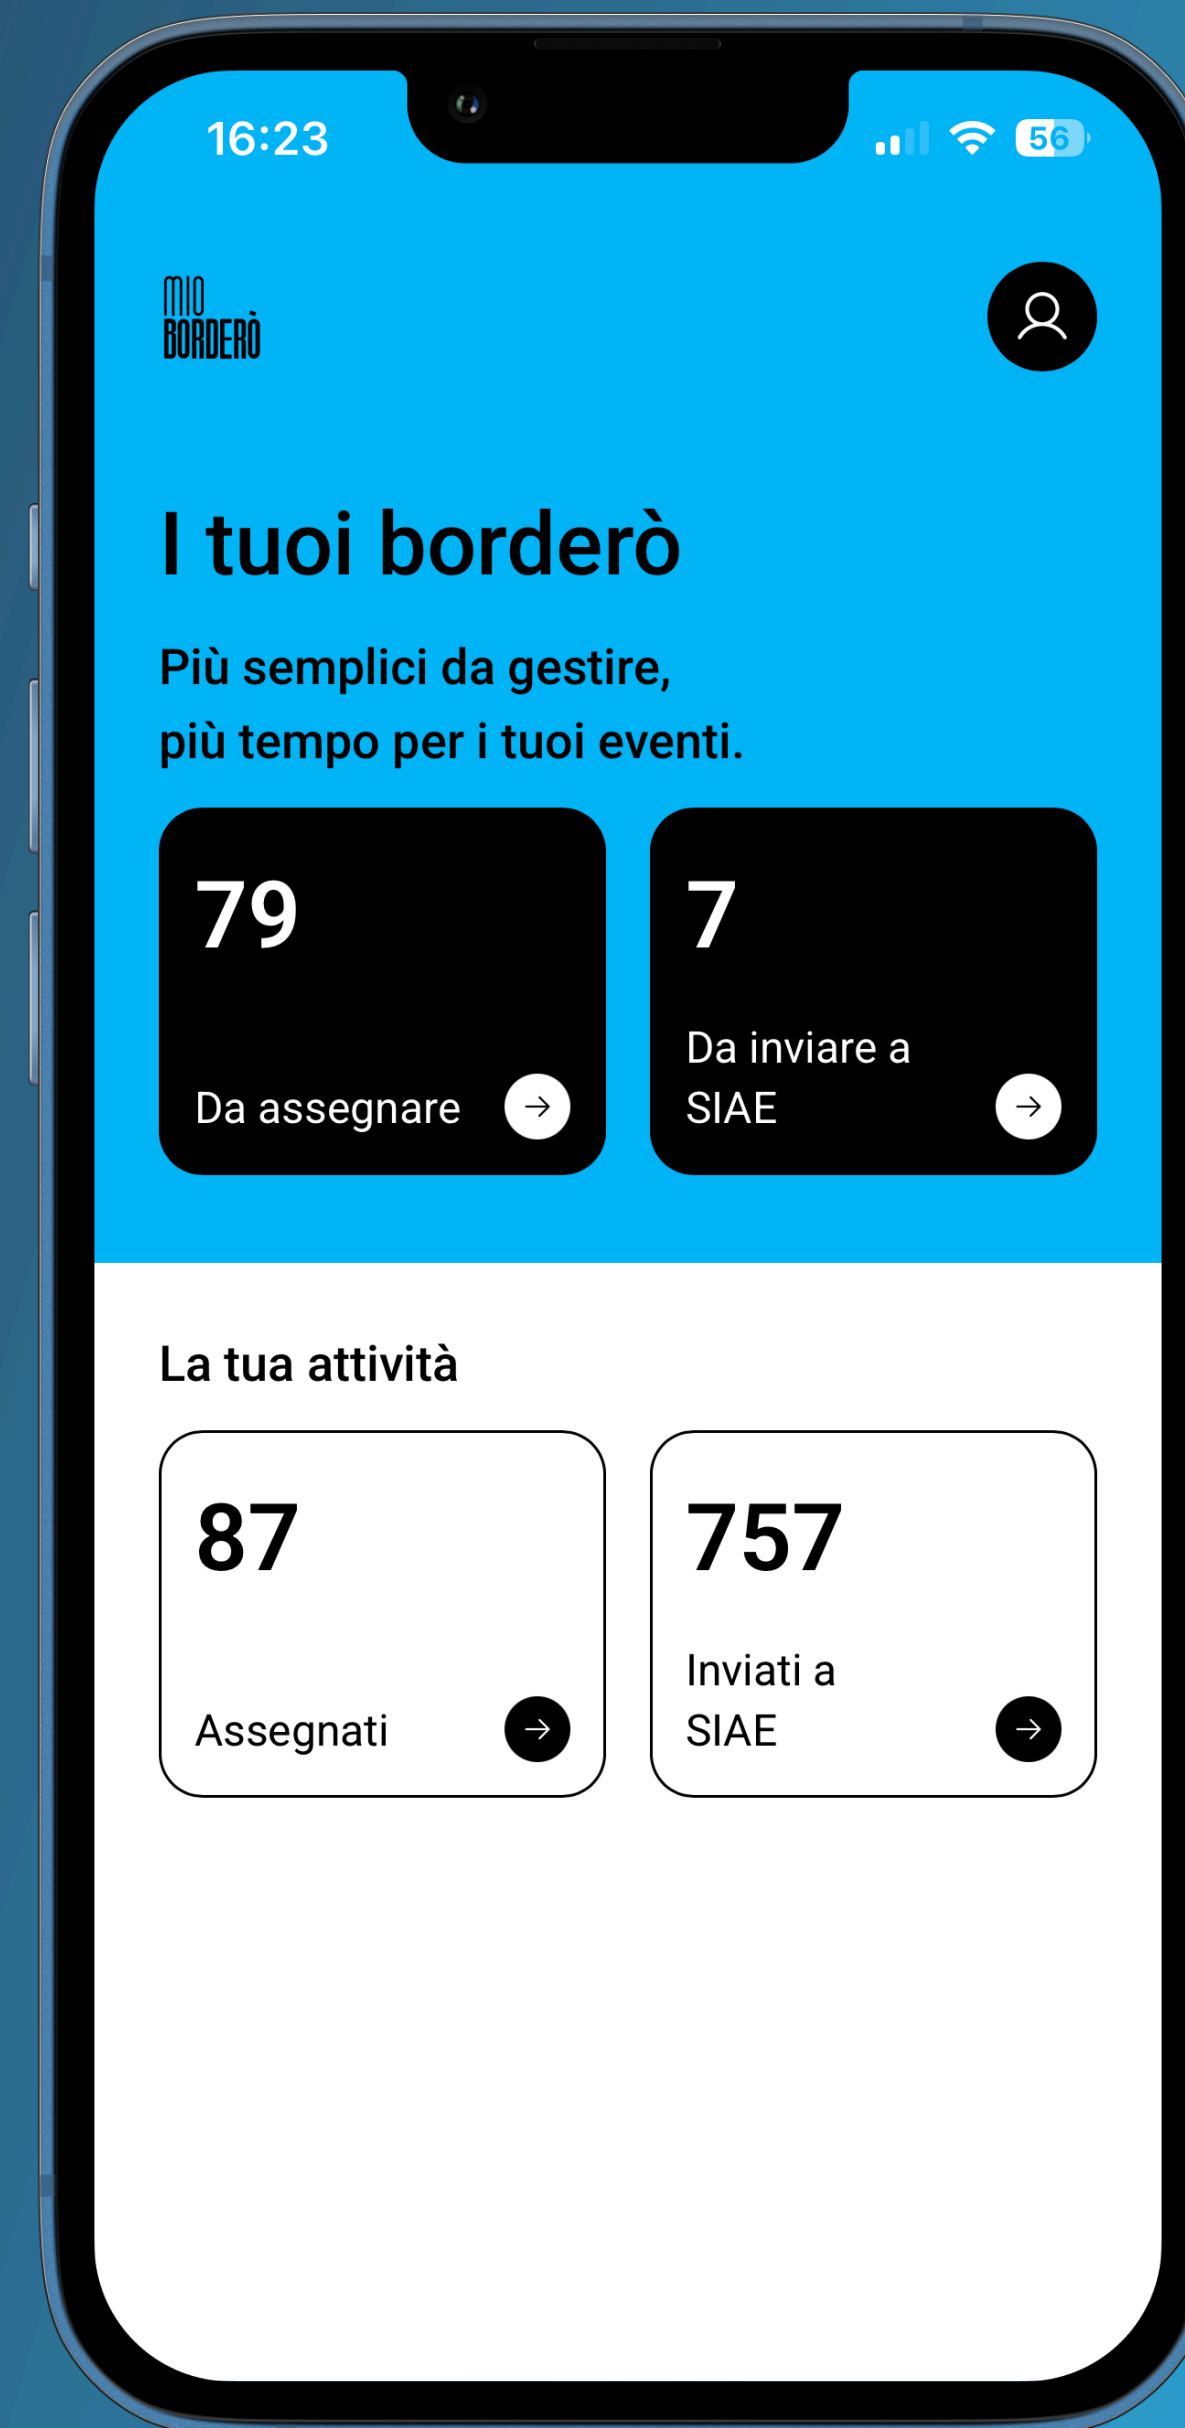 16:23
56
MIO
BORDERÒ
I tuoi borderò
Più semplici da gestire,
più tempo per i tuoi eventi.
79
Da assegnare
7
Da inviare a
SIAE
La tua attività
87
Assegnati
757
Inviati a
SIAE